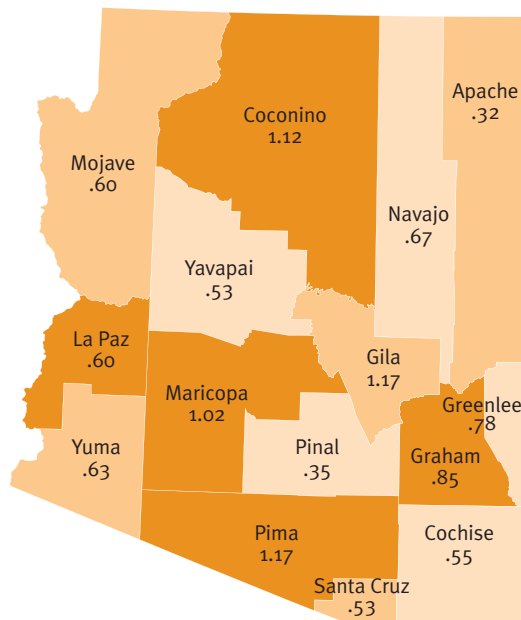 Coconino
1.12
Apache
.32
Mojave
.60
Navajo
.67
Yavapai
.53
La Paz
.60
Gila
1.17
Maricopa
1.02
Greenlee
.78
Yuma
.63
Pinal
.35
Graham
.85
Pima
1.17
Cochise
.55
Santa Cruz
.53